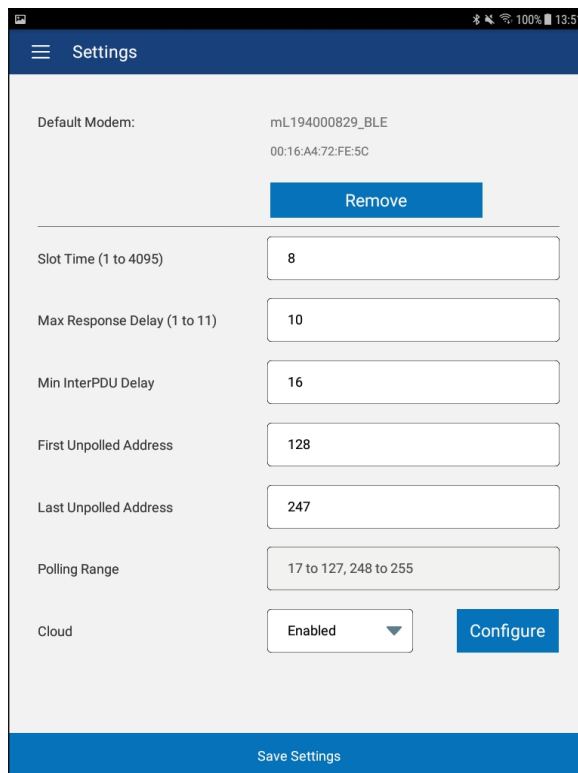 100% 13:5
Settings
Default Modem: mL194000829_BLE
00:16:A4:72:FE:5C
Remove
Slot Time (1 to 4095) 8
Max Response Delay (1 to 11) 10
Min InterPDU Delay 16
First Unpolled Address 128
Last Unpolled Address 247
Polling Range 17 to 127, 248 to 255
Cloud Enabled Configure
Save Settings